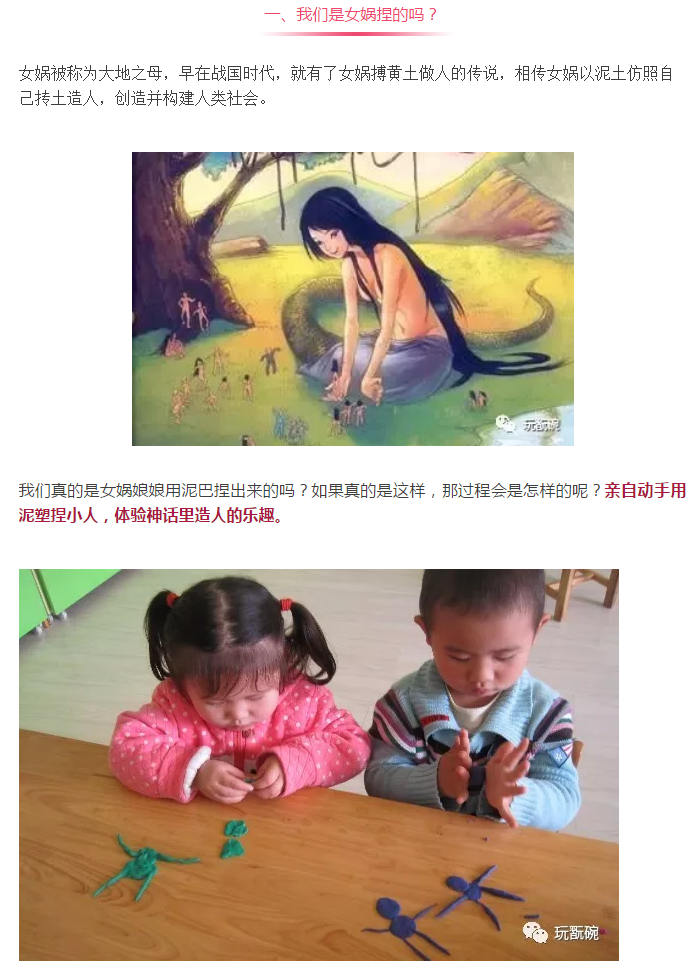 一、我们是女娲捏的吗？
女娲被称为大地之母，早在战国时代，就有了女娲搏黄土做人的传说，相传女娲以泥土仿照自
己抟土造人，创造并构建人类社会。
玩翫碗
我们真的是女娲娘娘用泥巴捏出来的吗？如果真的是这样，那过程会是怎样的呢？亲自动手用
泥塑捏小人，体验神话里造人的乐趣。
玩翫碗